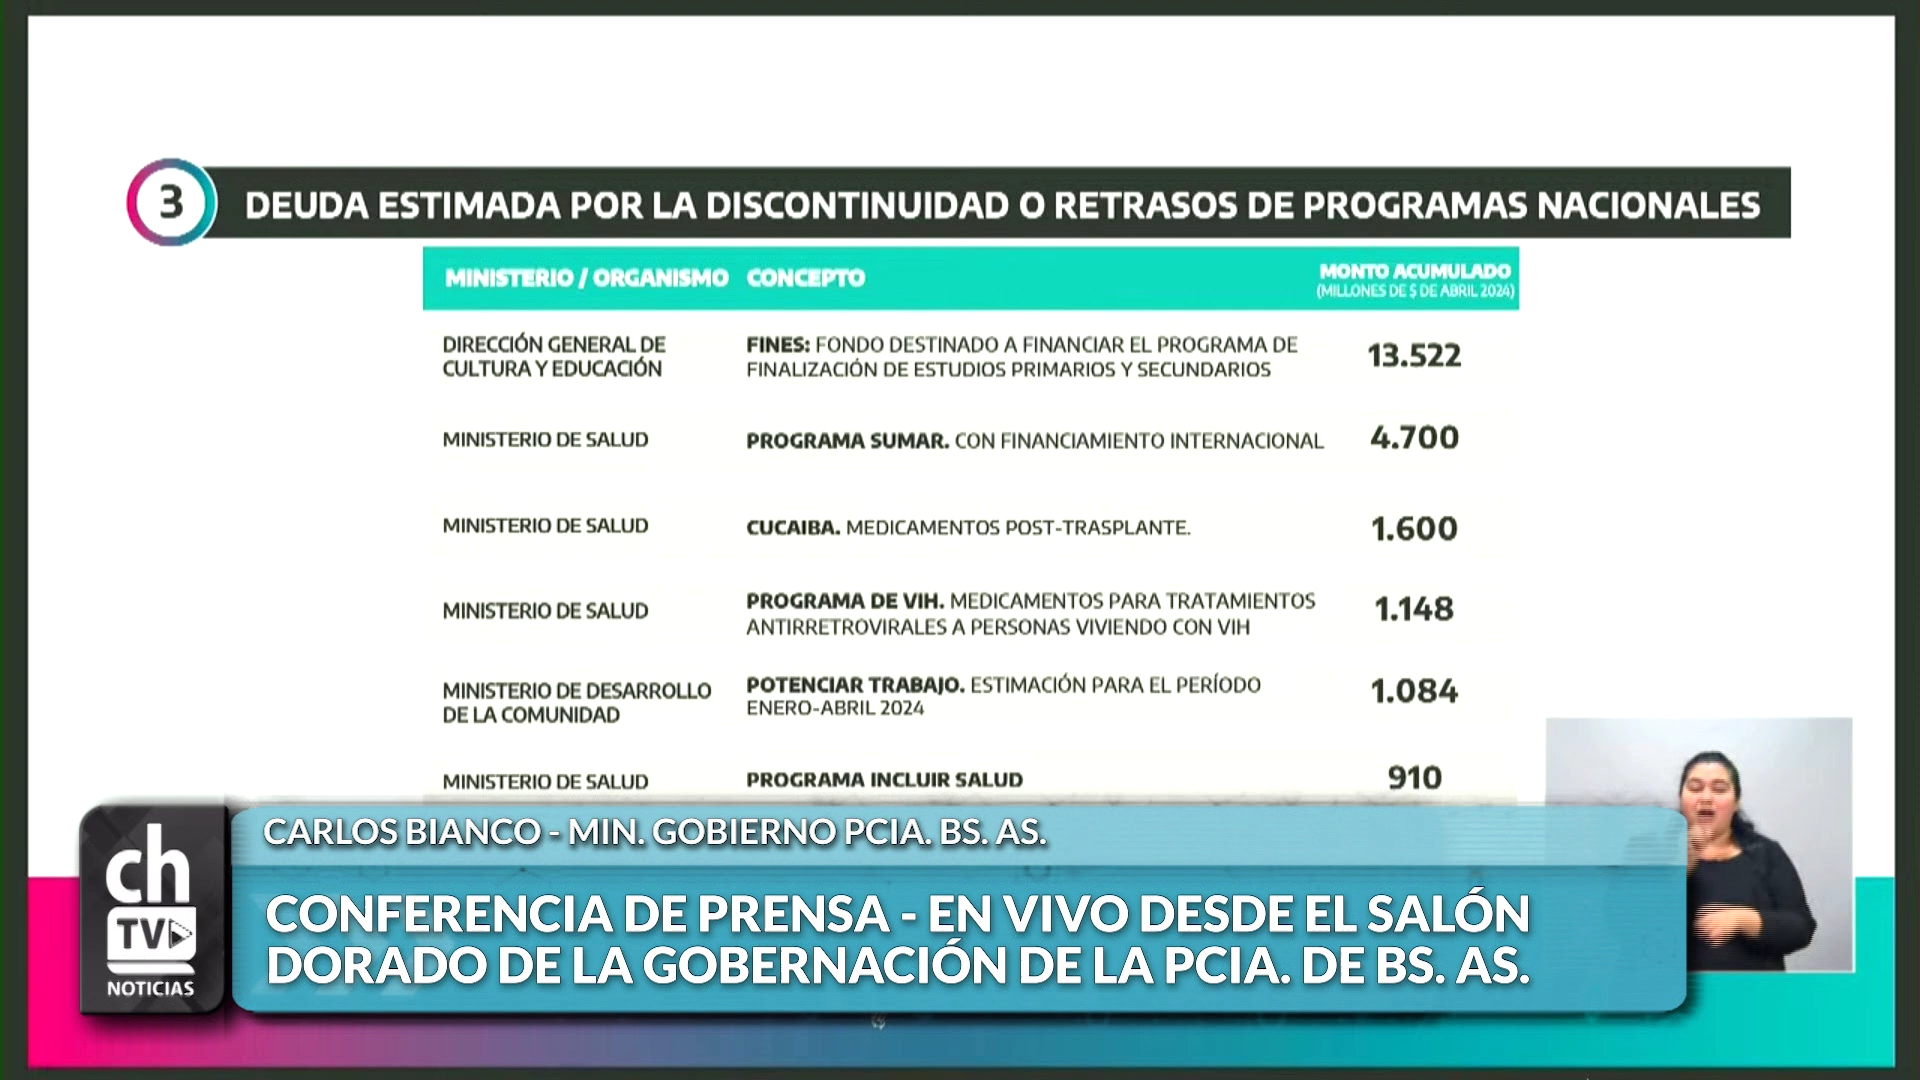 3
DEUDA ESTIMADA POR LA DISCONTINUIDAD O RETRASOS DE PROGRAMAS NACIONALES
MINISTERIO / ORGANISMO CONCEPTO MONTO ACUMULADO
(MILLONES DE $ DE ABRIL 2024)
DIRECCIÓN GENERAL DE
CULTURA Y EDUCACIÓN
FINES: FONDO DESTINADO A FINANCIAR EL PROGRAMA DE
FINALIZACIÓN DE ESTUDIOS PRIMARIOS Y SECUNDARIOS
13.522
MINISTERIO DE SALUD PROGRAMA SUMAR. CON FINANCIAMIENTO INTERNACIONAL 4.700
MINISTERIO DE SALUD CUCAIBA. MEDICAMENTOS POST-TRASPLANTE. 1.600
MINISTERIO DE SALUD
PROGRAMA DE VIH. MEDICAMENTOS PARA TRATAMIENTOS
ANTIRRETROVIRALES A PERSONAS VIVIENDO CON VIH
1.148
MINISTERIO DE DESARROLLO
DE LA COMUNIDAD
POTENCIAR TRABAJO. ESTIMACIÓN PARA EL PERÍODO
ENERO-ABRIL 2024
1.084
MINISTERIO DE SALUD PROGRAMA INCLUIR SALUD 910
CARLOS BIANCO - MIN. GOBIERNO PCIA. BS. AS.
CONFERENCIA DE PRENSA - EN VIVO DESDE EL SALÓN
DORADO DE LA GOBERNACIÓN DE LA PCIA. DE BS. AS.
ch
TV
NOTICIAS